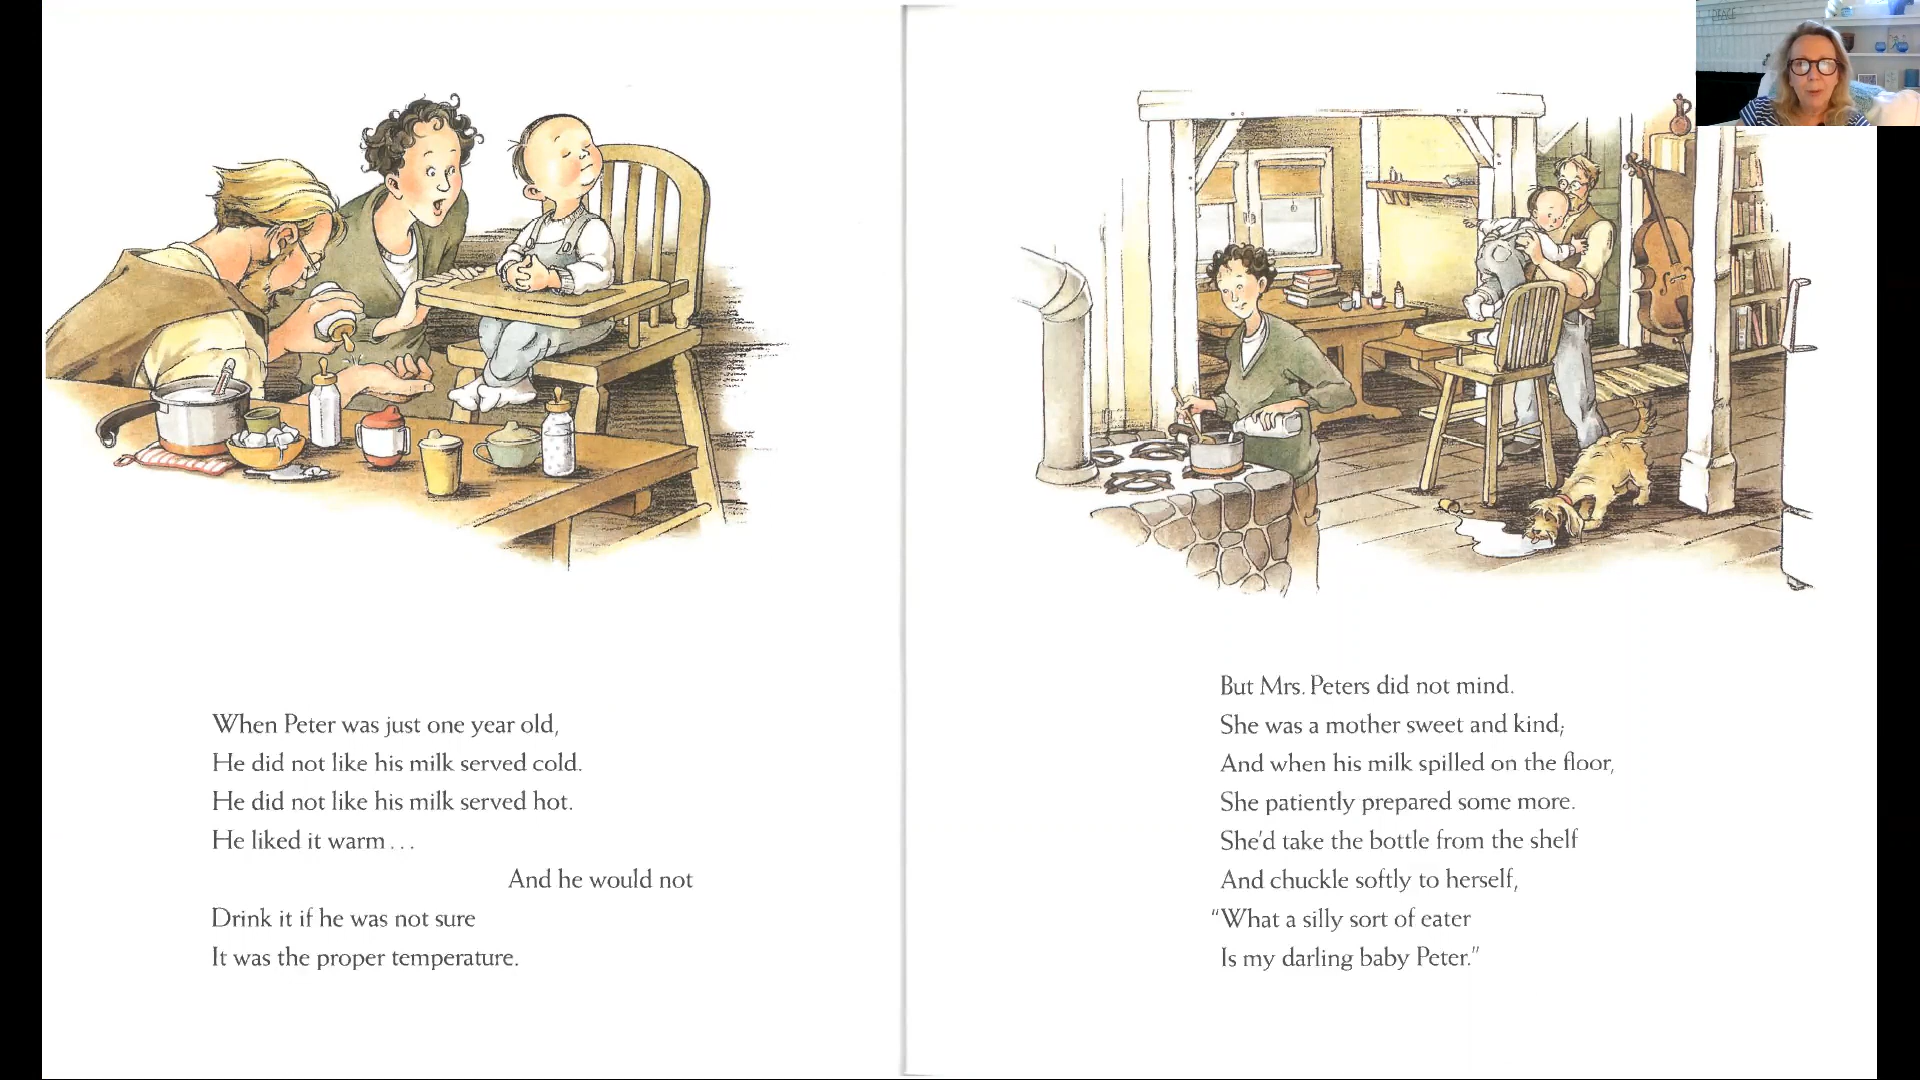 When Peter was just one year old,
He did not like his milk served cold.
He did not like his milk served hot.
He liked it warm . . .
And he would not
Drink it if he was not sure
It was the proper temperature.
But Mrs. Peters did not mind.
She was a mother sweet and kind;
And when his milk spilled on the floor,
She patiently prepared some more.
She'd take the bottle from the shelf
And chuckle softly to herself,
"What a silly sort of eater
Is my darling baby Peter."
PEACE